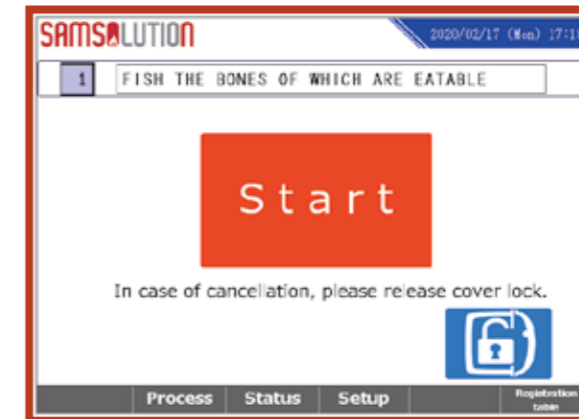 SAMSOLUTION
2020/02/17 (Mon) 17:18
1 FISH THE BONES OF WHICH ARE EATABLE
Start
In case of cancellation, please release cover lock.
Process Status Setup Registration table